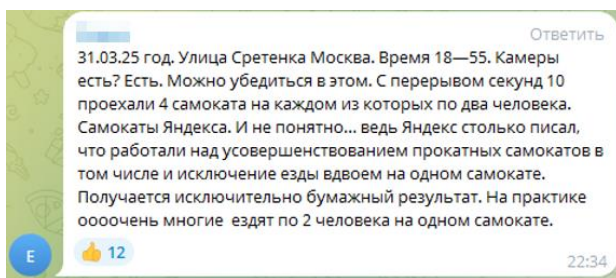 Ответить
31.03.25 год. Улица Сретенка Москва. Время 18—55. Камеры
есть? Есть. Можно убедиться в этом. С перерывом секунд 10
проехали 4 самоката на каждом из которых по два человека.
Самокаты Яндекса. И не понятно... ведь Яндекс столько писал,
что работали над усовершенствованием прокатных самокатов в
том числе и исключение езды вдвоем на одном самокате.
Получается исключительно бумажный результат. На практике
оооочень многие ездят по 2 человека на одном самокате.
Е
12
22:34